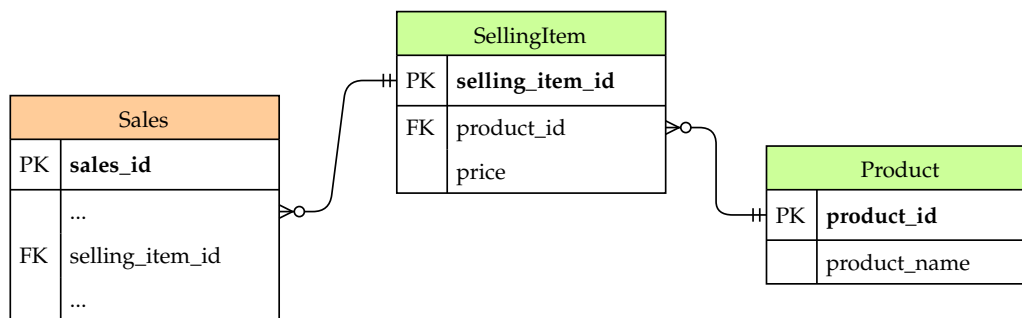 Sales
PK sales_id
...
FK selling_item_id
...
SellingItem
PK selling_item_id
FK product_id
price
Product
PK product_id
product_name